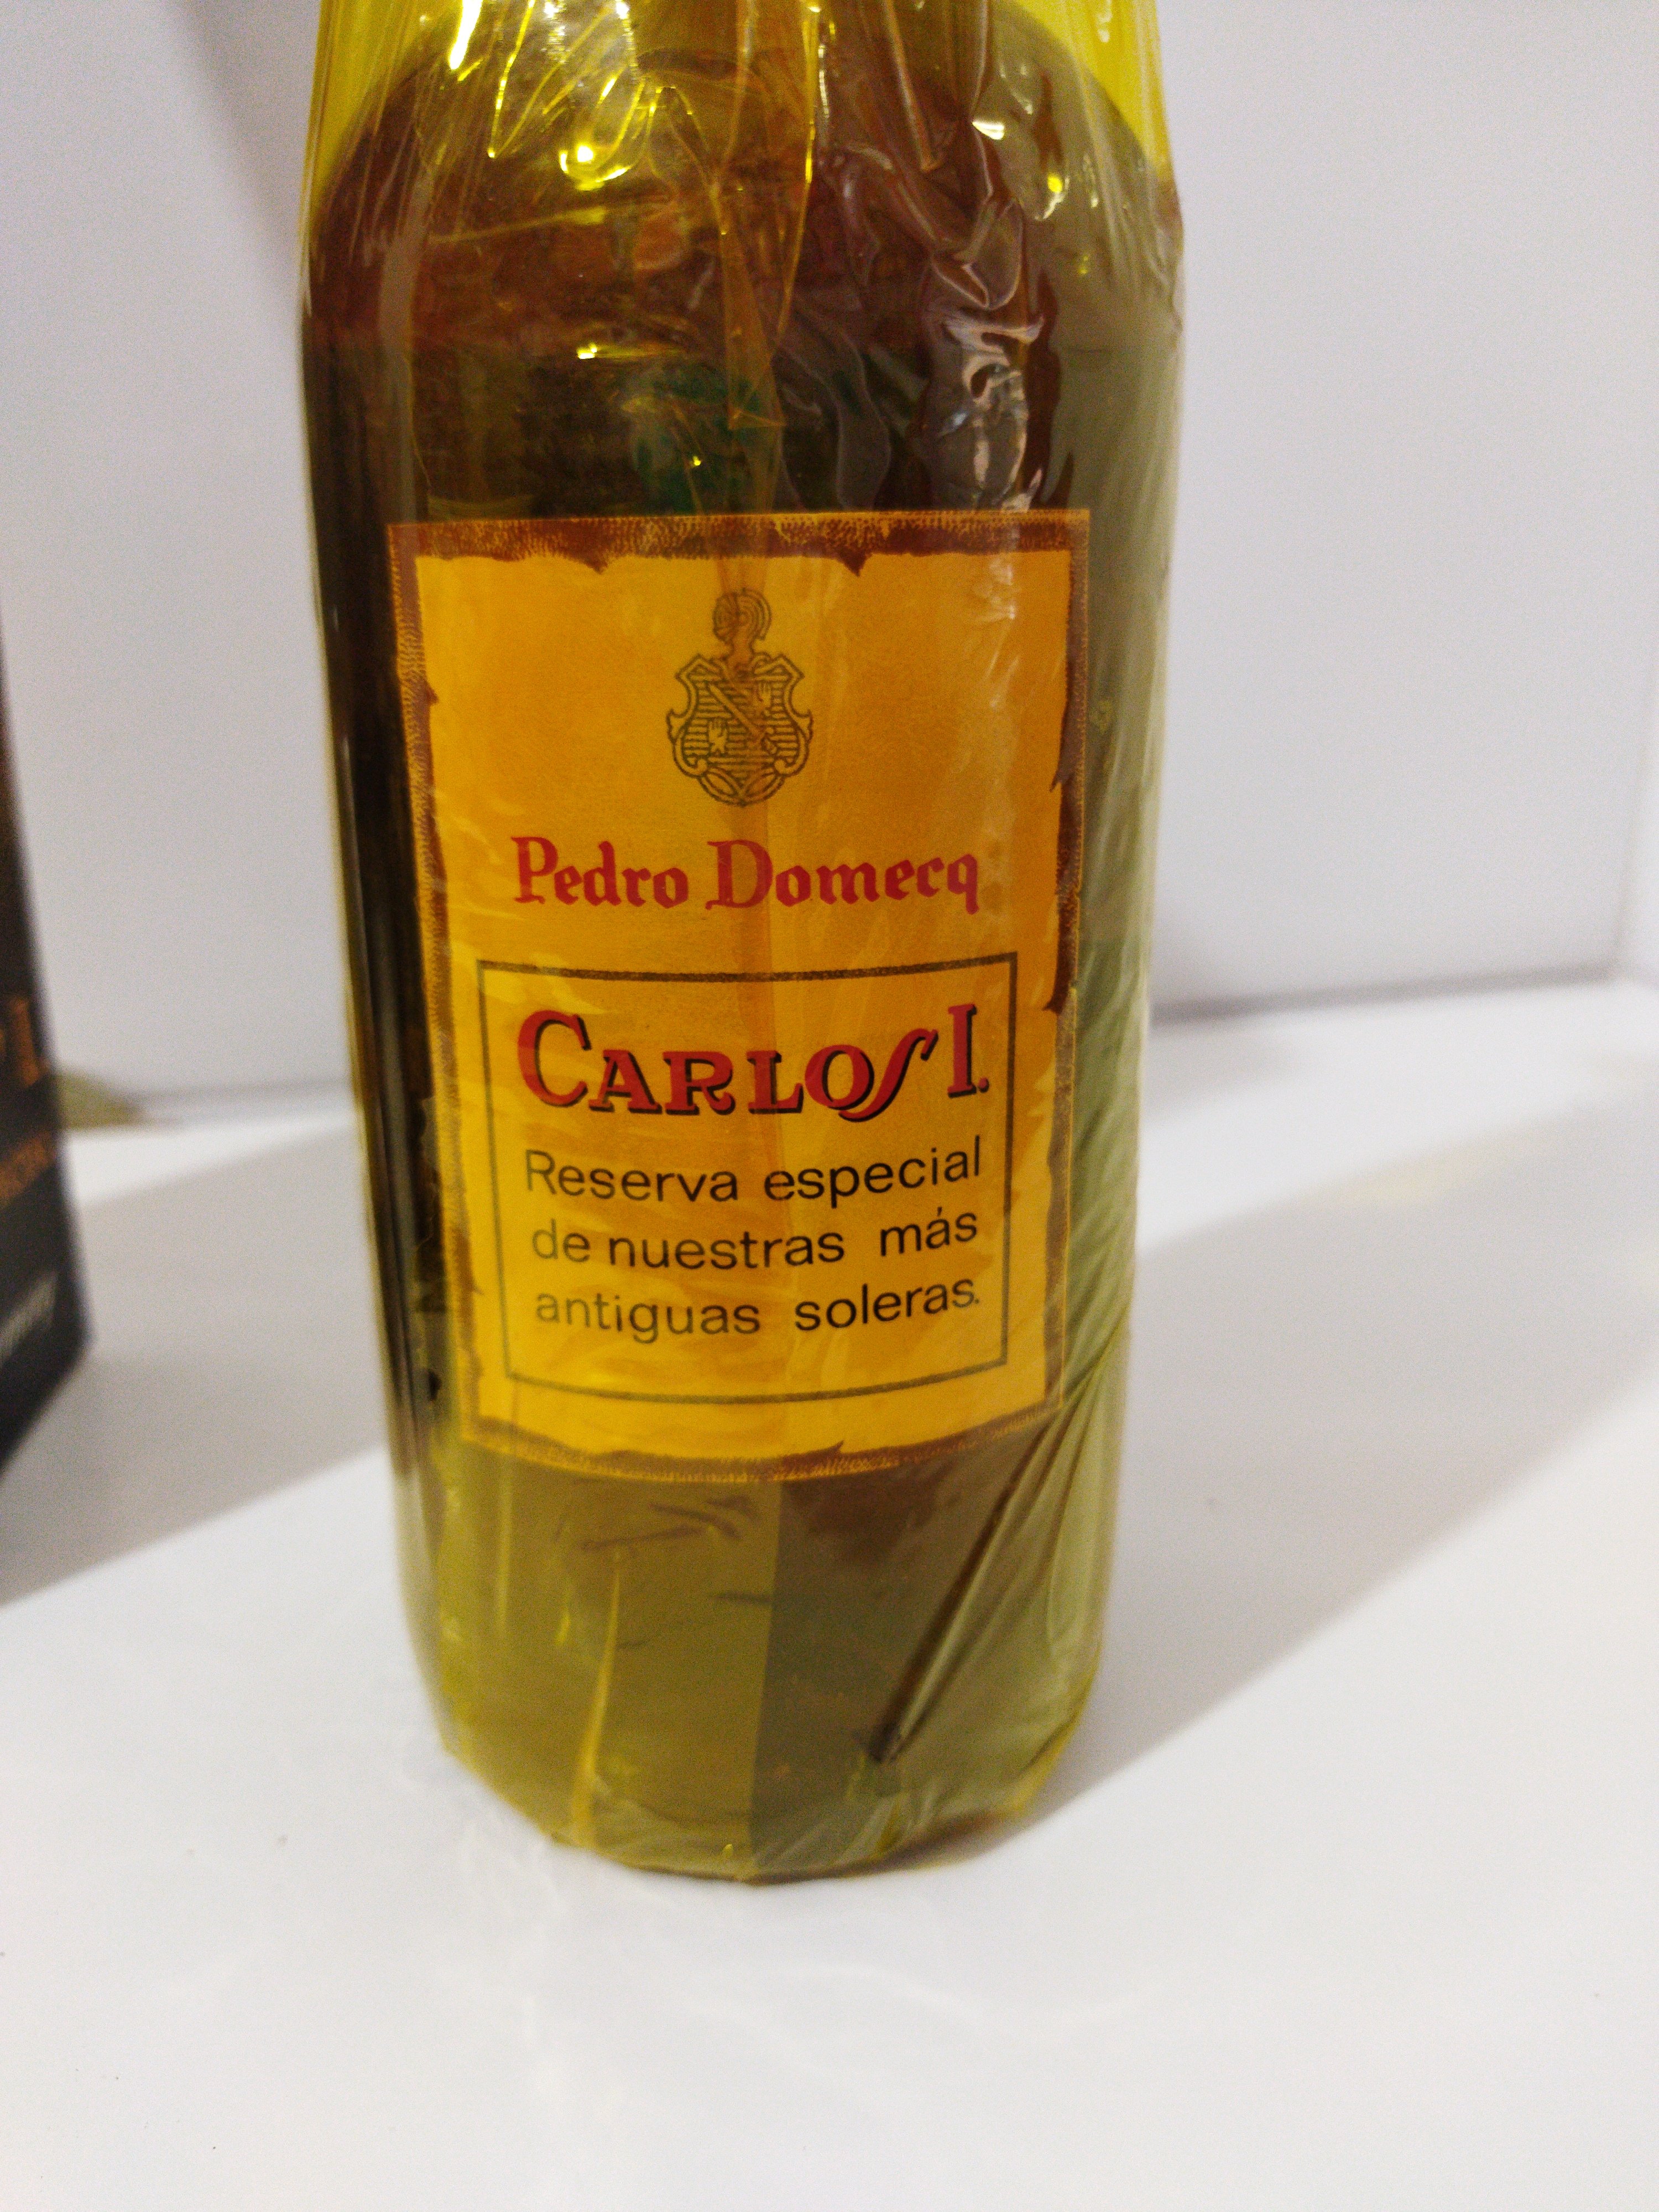 Pedro Domecq
CARLOS I.
Reserva especial
de nuestras más
antiguas soleras.